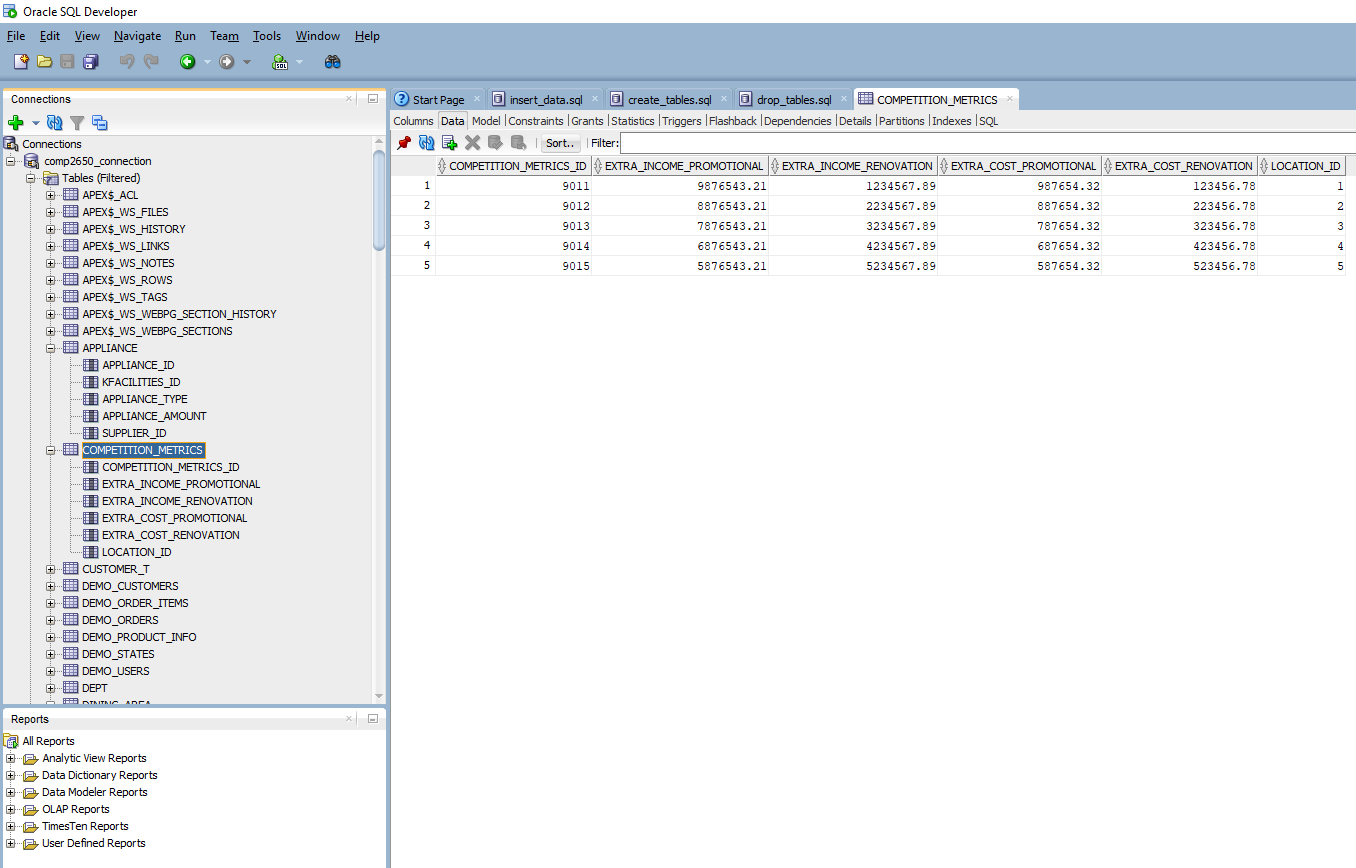 Oracle SQL Developer
File Edit View Navigate Run Team Tools Window Help
Connections
Connections
comp2650_connection
Tables (Filtered)
APEX$_ACL
APEX$_WS_FILES
APEX$_WS_HISTORY
APEX$_WS_LINKS
APEX$_WS_NOTES
APEX$_WS_ROWS
APEX$_WS_TAGS
APEX$_WS_WEBPG_SECTION_HISTORY
APEX$_WS_WEBPG_SECTIONS
APPLIANCE
APPLIANCE_ID
KFACILITIES_ID
APPLIANCE_TYPE
APPLIANCE_AMOUNT
SUPPLIER_ID
COMPETITION_METRICS
COMPETITION_METRICS_ID
EXTRA_INCOME_PROMOTIONAL
EXTRA_INCOME_RENOVATION
EXTRA_COST_PROMOTIONAL
EXTRA_COST_RENOVATION
LOCATION_ID
CUSTOMER_T
DEMO_CUSTOMERS
DEMO_ORDER_ITEMS
DEMO_ORDERS
DEMO_PRODUCT_INFO
DEMO_STATES
DEMO_USERS
DEPT
DINING_AREA
Reports
All Reports
Analytic View Reports
Data Dictionary Reports
Data Modeler Reports
OLAP Reports
TimesTen Reports
User Defined Reports
Start Page insert_data.sql create_tables.sql drop_tables.sql COMPETITION_METRICS
Columns Data Model Constraints Grants Statistics Triggers Flashback Dependencies Details Partitions Indexes SQL
Sort.. Filter:
COMPETITION_METRICS_ID EXTRA_INCOME_PROMOTIONAL EXTRA_INCOME_RENOVATION EXTRA_COST_PROMOTIONAL EXTRA_COST_RENOVATION LOCATION_ID
1 9011 9876543.21 1234567.89 987654.32 123456.78 1
2 9012 8876543.21 2234567.89 887654.32 223456.78 2
3 9013 7876543.21 3234567.89 787654.32 323456.78 3
4 9014 6876543.21 4234567.89 687654.32 423456.78 4
5 9015 5876543.21 5234567.89 587654.32 523456.78 5